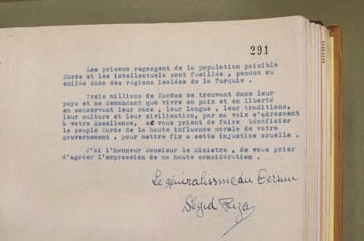 291
Les prisons regorgent de la population paisible
Kurde et les intellectuels sont fusillés , pendus ou
exilés dans des régions isolées de la Turquie .
Trois millions de Kurdes se trouvant dans leur
pays et ne demandant que vivre en paix et en liberté
en conservant leur race , leur langue , leur traditions,
leur culture et leur civilisation, par ma voix s'adressent
à votre Excellence, et vous prient de faire bénéficier
le peuple Kurde de la haute influence morale de votre
gouvernement , pour mettre fin à cette injustice cruelle .
J'ai l'honneur Monsieur le Ministre , de vous prier
d'agréer l'expression de ma haute considération .
Le généralissime du Dersim
Séyid Riza